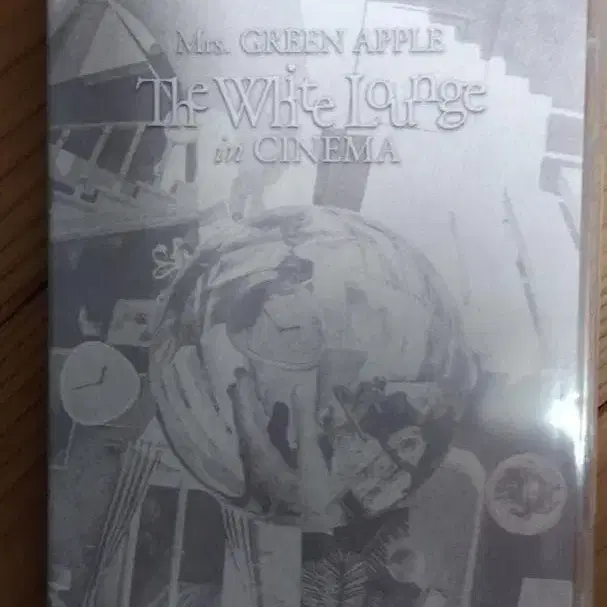 Mrs. GREEN APPLE
The White Lounge
in CINEMA